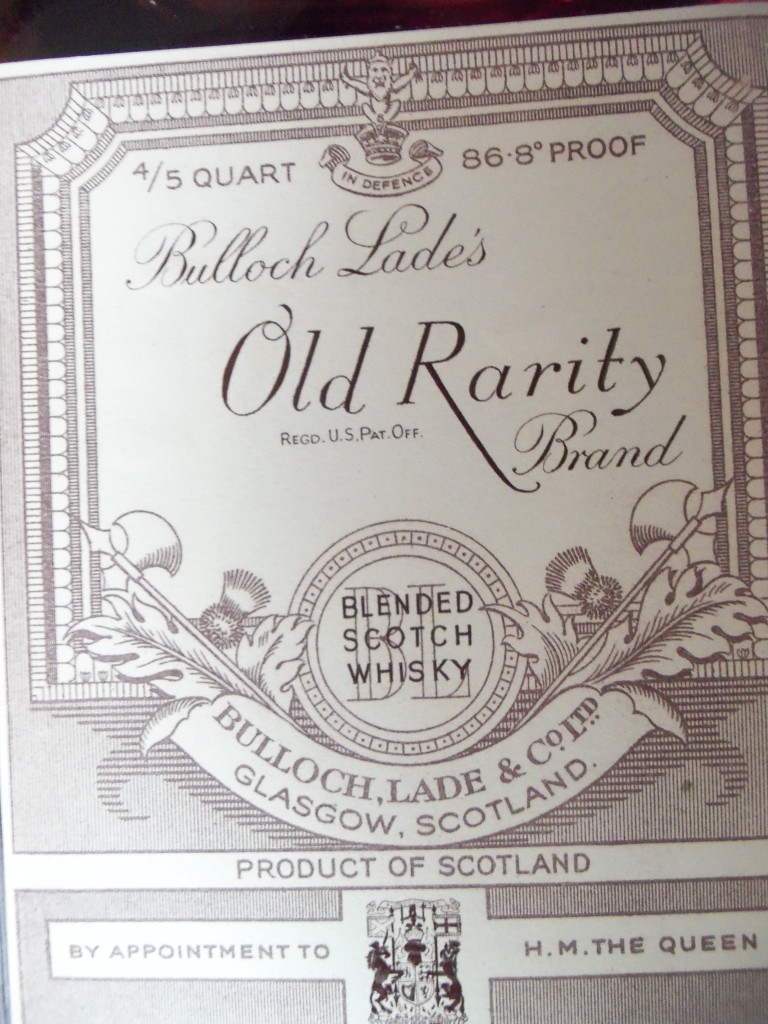 4/5 QUART
IN DEFENCE
86·8° PROOF
Bulloch Lade's
Old Rarity
REGD. U.S. PAT. OFF.
Brand
BL
BLENDED
SCOTCH
WHISKY
BULLOCH, LADE & CO LTD.
GLASGOW, SCOTLAND.
PRODUCT OF SCOTLAND
BY APPOINTMENT TO H.M. THE QUEEN